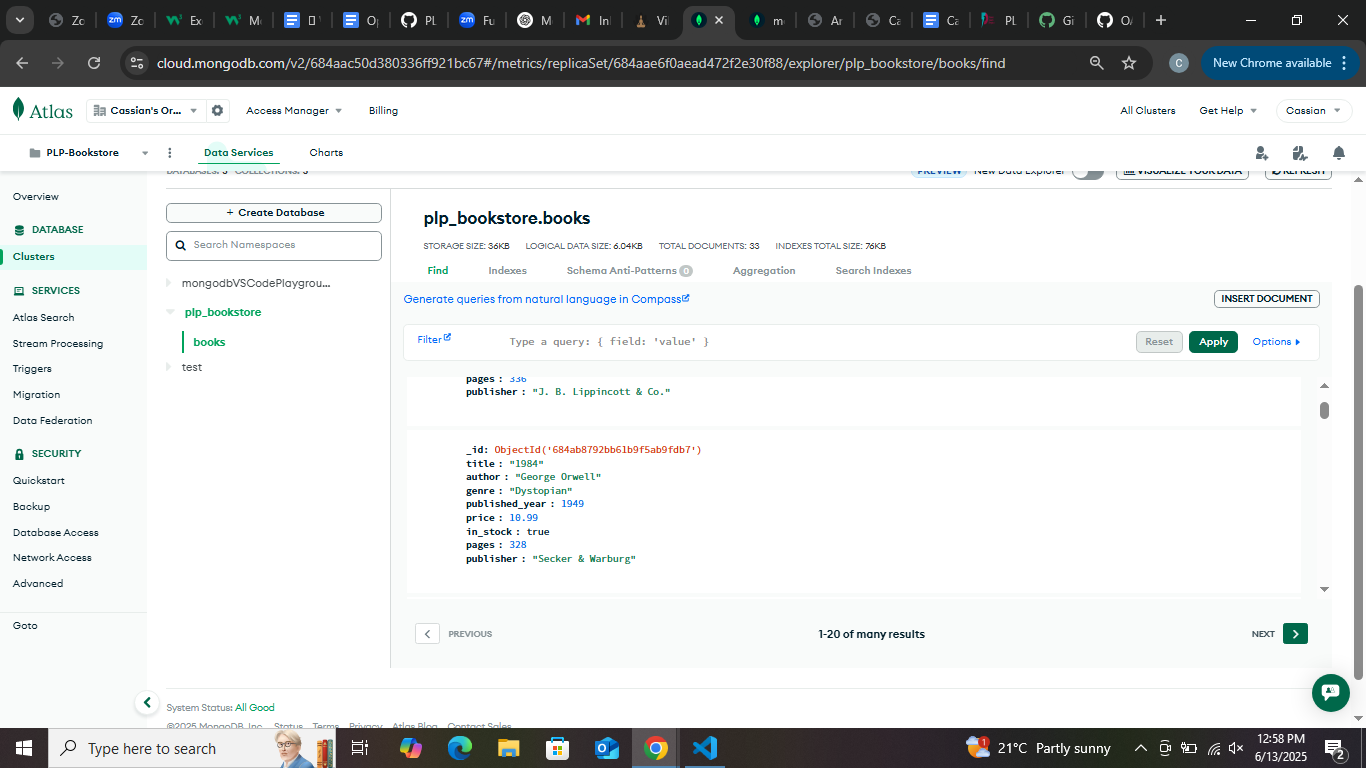 Zo
Zo
Ex
Mo
Op
PL
Fu
M
In
Vi
m
Ar
Ca
Ca
PL
Gi
O/
cloud.mongodb.com/v2/684aac50d380336ff921bc67#/metrics/replicaSet/684aae6f0aead472f2e30f88/explorer/plp_bookstore/books/find
C
New Chrome available
Atlas
Cassian's Or...
Access Manager
Billing
All Clusters
Get Help
Cassian
PLP-Bookstore
Data Services
Charts
DATABASES: 3 COLLECTIONS: 3
PREVIEW New Data Explorer
VISUALIZE YOUR DATA
REFRESH
Overview
DATABASE
Clusters
SERVICES
Atlas Search
Stream Processing
Triggers
Migration
Data Federation
SECURITY
Quickstart
Backup
Database Access
Network Access
Advanced
Goto
+ Create Database
Search Namespaces
mongodbVSCodePlaygrou...
plp_bookstore
books
test
plp_bookstore.books
STORAGE SIZE: 36KB LOGICAL DATA SIZE: 6.04KB TOTAL DOCUMENTS: 33 INDEXES TOTAL SIZE: 76KB
Find Indexes Schema Anti-Patterns 0 Aggregation Search Indexes
Generate queries from natural language in Compass
INSERT DOCUMENT
Filter
Type a query: { field: 'value' }
Reset
Apply
Options
pages : 336
publisher : "J. B. Lippincott & Co."
_id: ObjectId('684ab8792bb61b9f5ab9fdb7')
title : "1984"
author : "George Orwell"
genre : "Dystopian"
published_year : 1949
price : 10.99
in_stock : true
pages : 328
publisher : "Secker & Warburg"
PREVIOUS
1-20 of many results
NEXT
System Status: All Good
©2025 MongoDB, Inc. Status Terms Privacy Atlas Blog Contact Sales
Type here to search
1
21°C Partly sunny
12:58 PM
6/13/2025
2